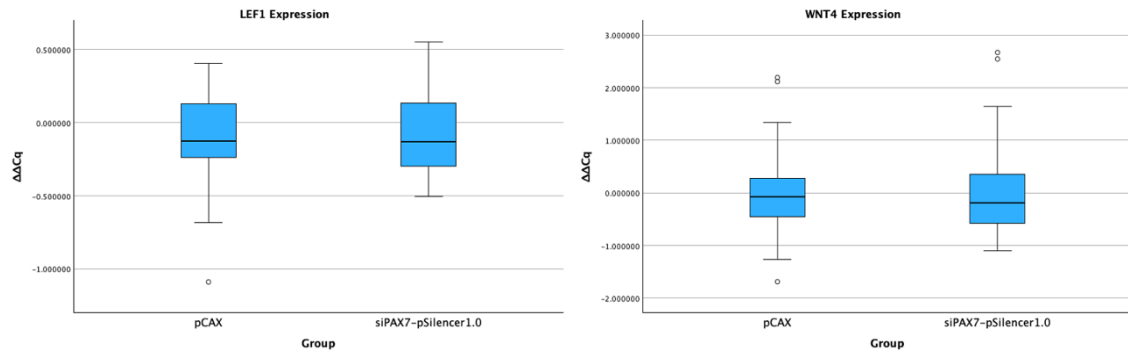 LEF1 Expression
0.500000
0.000000
-0.500000
-1.000000
ΔΔCq
pCAX
siPAX7-pSilencer1.0
Group
WNT4 Expression
3.000000
2.000000
1.000000
0.000000
-1.000000
-2.000000
ΔΔCq
pCAX
siPAX7-pSilencer1.0
Group